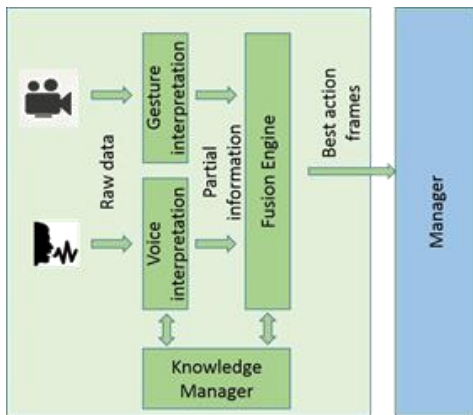 Raw data
Gesture
interpretation
Voice
interpretation
Partial
information
Fusion Engine
Best action
frames
Manager
Knowledge
Manager